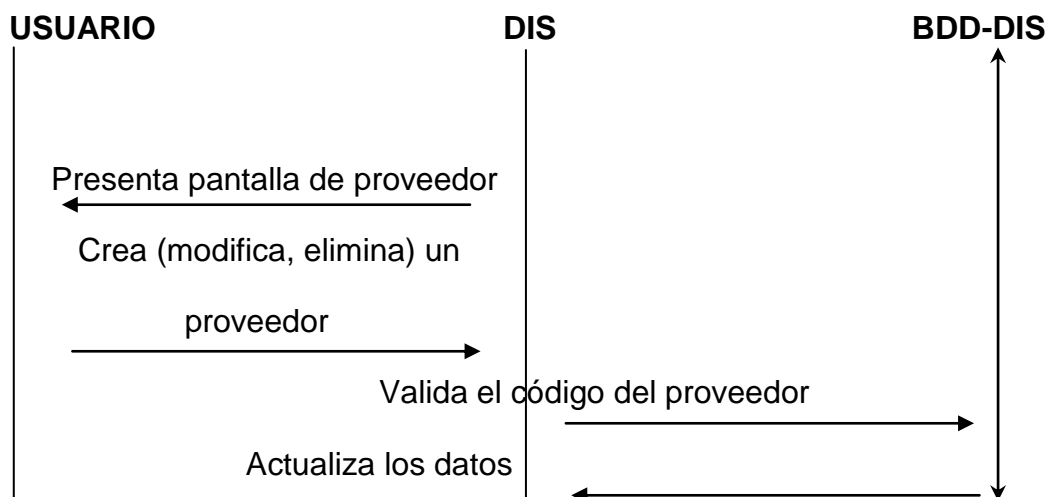 USUARIO DIS BDD-DIS
Presenta pantalla de proveedor
Crea (modifica, elimina) un
proveedor
Valida el código del proveedor
Actualiza los datos